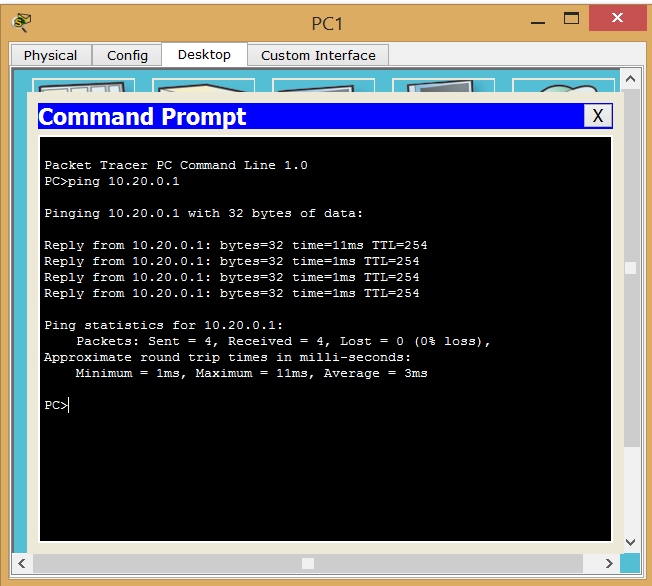 PC1
Physical Config Desktop Custom Interface
Command Prompt X
Packet Tracer PC Command Line 1.0
PC>ping 10.20.0.1
Pinging 10.20.0.1 with 32 bytes of data:
Reply from 10.20.0.1: bytes=32 time=11ms TTL=254
Reply from 10.20.0.1: bytes=32 time=1ms TTL=254
Reply from 10.20.0.1: bytes=32 time=1ms TTL=254
Reply from 10.20.0.1: bytes=32 time=1ms TTL=254
Ping statistics for 10.20.0.1:
    Packets: Sent = 4, Received = 4, Lost = 0 (0% loss),
Approximate round trip times in milli-seconds:
    Minimum = 1ms, Maximum = 11ms, Average = 3ms
PC>